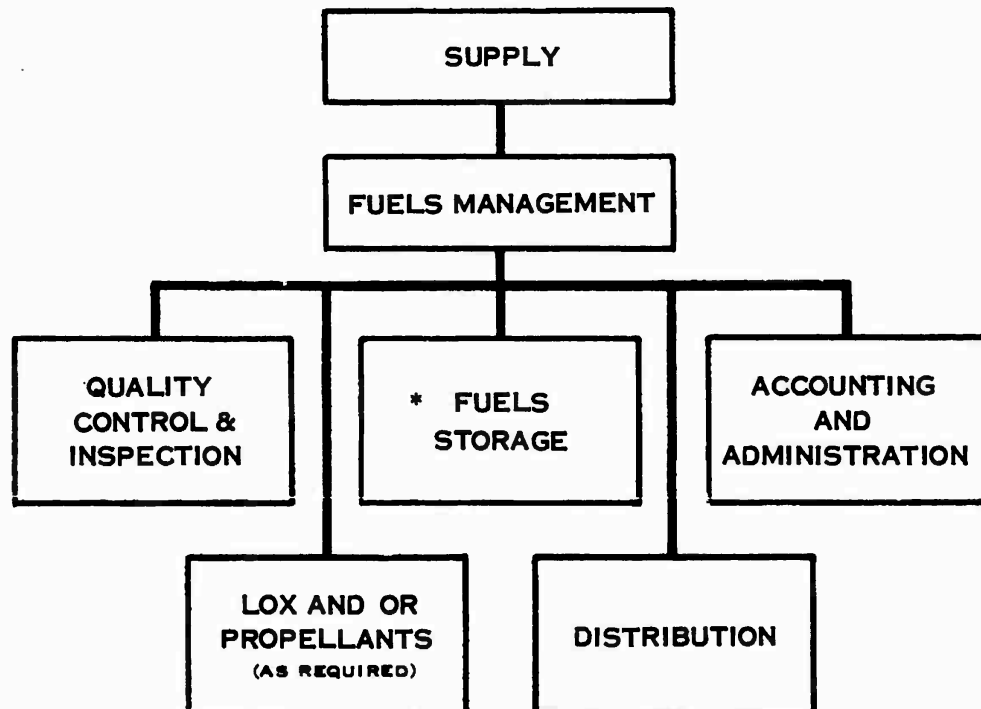 SUPPLY
FUELS MANAGEMENT
QUALITY
CONTROL &
INSPECTION
* FUELS
STORAGE
ACCOUNTING
AND
ADMINISTRATION
LOX AND OR
PROPELLANTS
(AS REQUIRED)
DISTRIBUTION